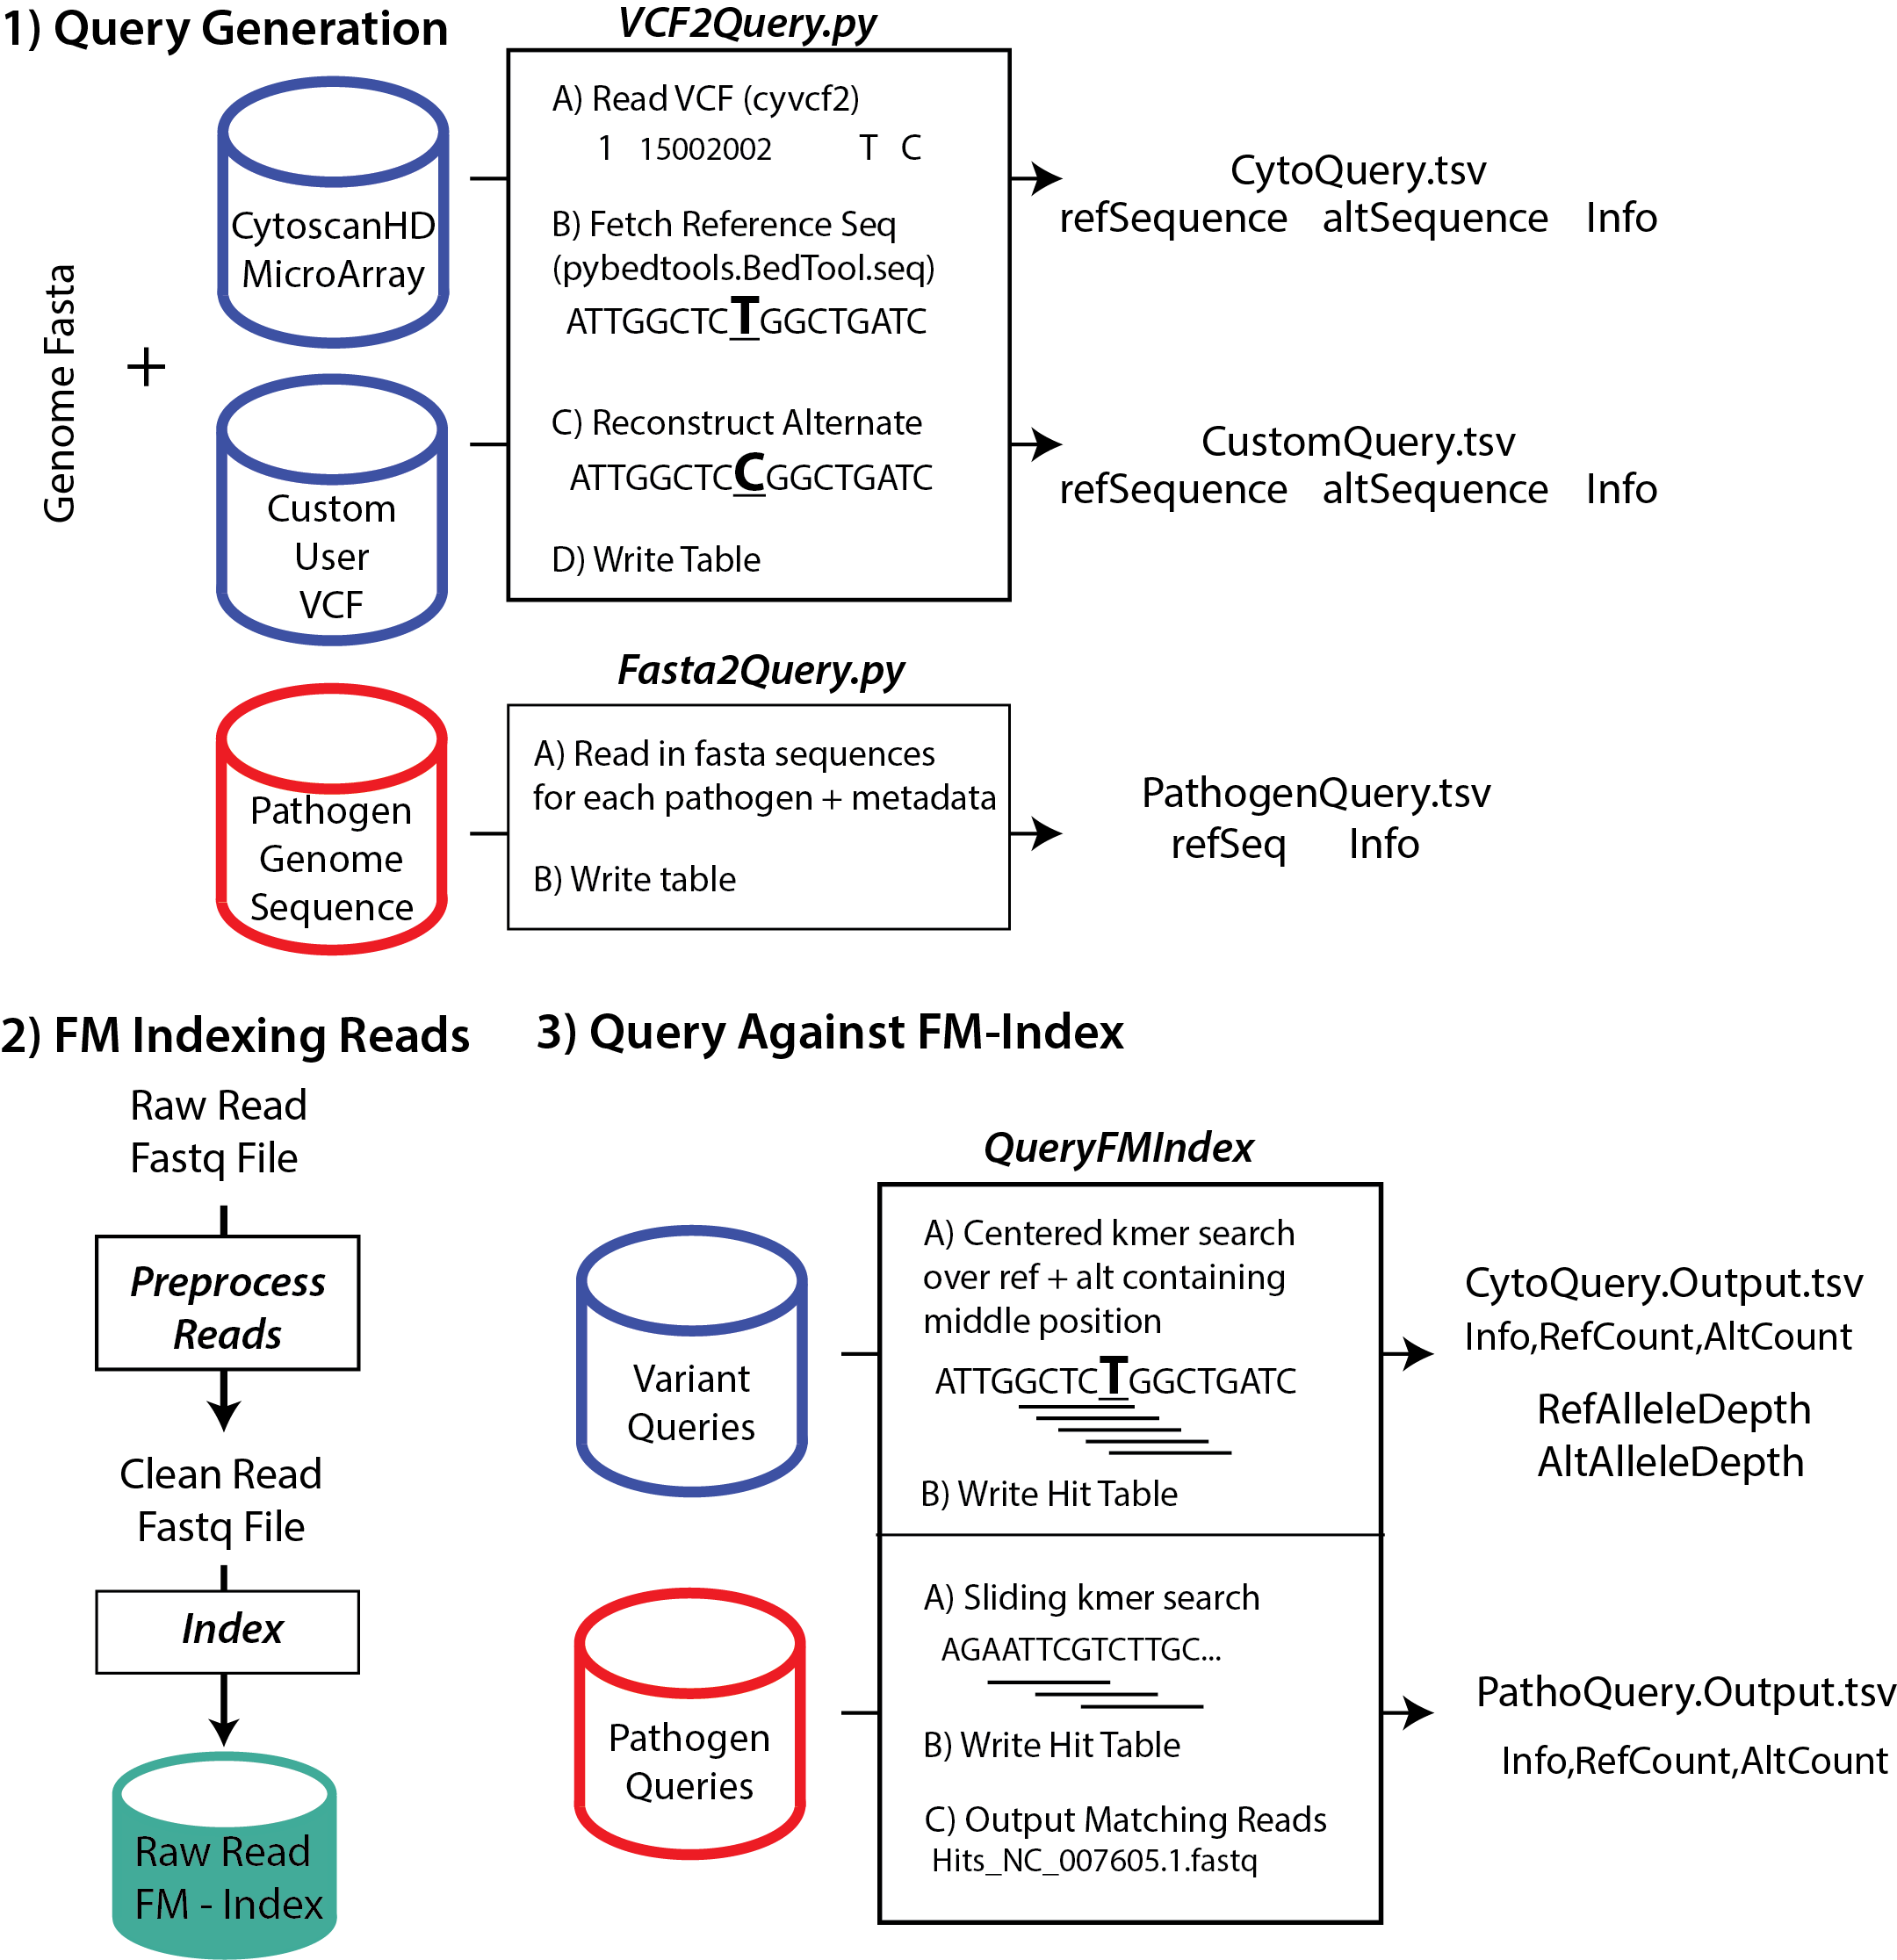 1) Query Generation
Genome Fasta
+
CytoscanHD
MicroArray
Custom
User
VCF
Pathogen
Genome
Sequence
VCF2Query.py
A) Read VCF (cyvcf2)
1 15002002 T C
B) Fetch Reference Seq
(pybedtools.BedTool.seq)
ATTGGCTCTGGCTGATC
C) Reconstruct Alternate
ATTGGCTCCGGCTGATC
D) Write Table
CytoQuery.tsv
refSequence altSequence Info
CustomQuery.tsv
refSequence altSequence Info
Fasta2Query.py
A) Read in fasta sequences
for each pathogen + metadata
B) Write table
PathogenQuery.tsv
refSeq Info
2) FM Indexing Reads
Raw Read
Fastq File
Preprocess
Reads
Clean Read
Fastq File
Index
Raw Read
FM - Index
3) Query Against FM-Index
QueryFMIndex
Variant
Queries
A) Centered kmer search
over ref + alt containing
middle position
ATTGGCTCTGGCTGATC
B) Write Hit Table
CytoQuery.Output.tsv
Info,RefCount,AltCount
RefAlleleDepth
AltAlleleDepth
Pathogen
Queries
A) Sliding kmer search
AGAATTCGTCTTGC...
B) Write Hit Table
C) Output Matching Reads
Hits_NC_007605.1.fastq
PathoQuery.Output.tsv
Info,RefCount,AltCount